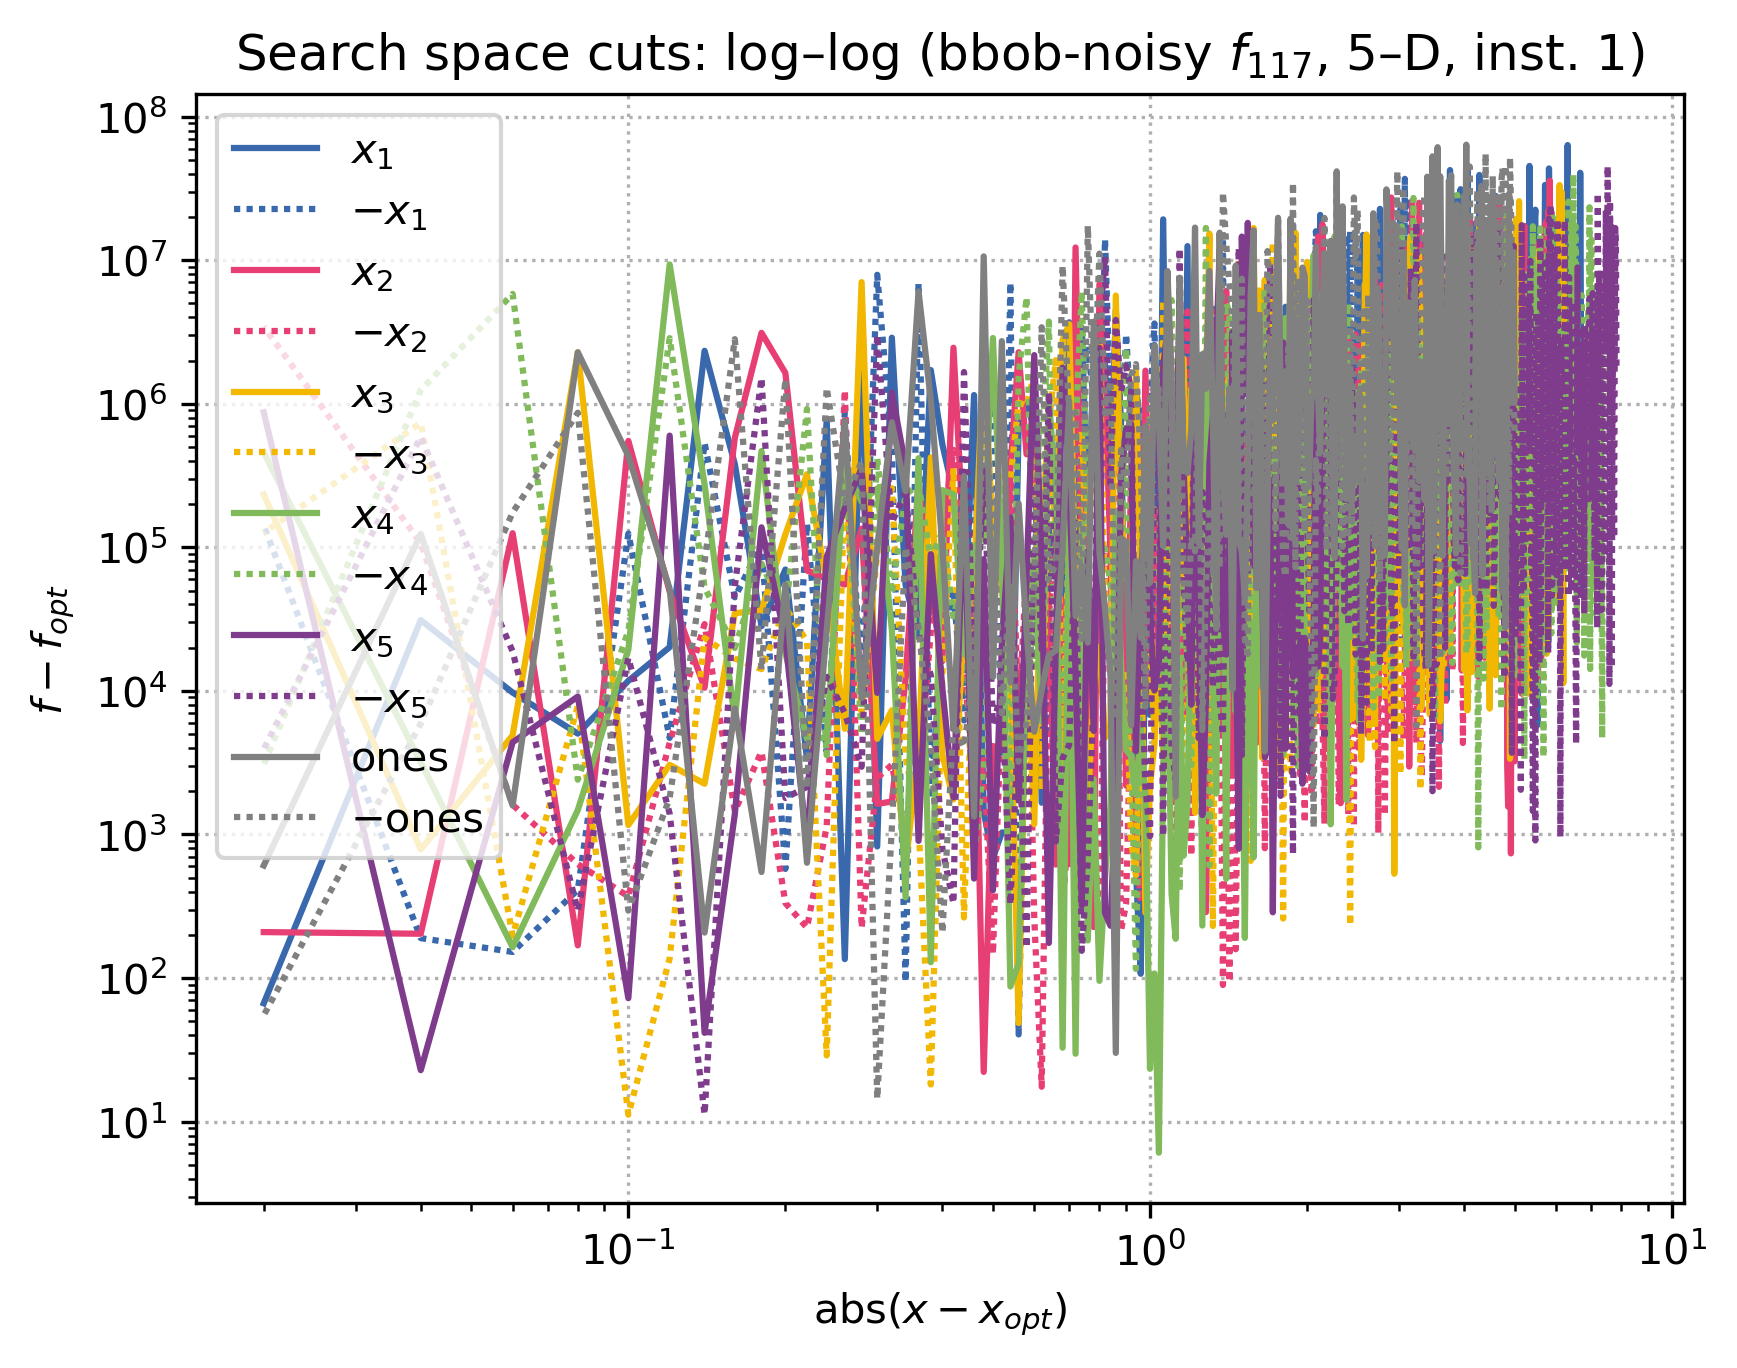 Search space cuts: log–log (bbob-noisy f117, 5–D, inst. 1)
10^8
10^7
10^6
10^5
10^4
10^3
10^2
10^1
f − fopt
x1
−x1
x2
−x2
x3
−x3
x4
−x4
x5
−x5
ones
−ones
10^−1
10^0
10^1
abs(x − xopt)